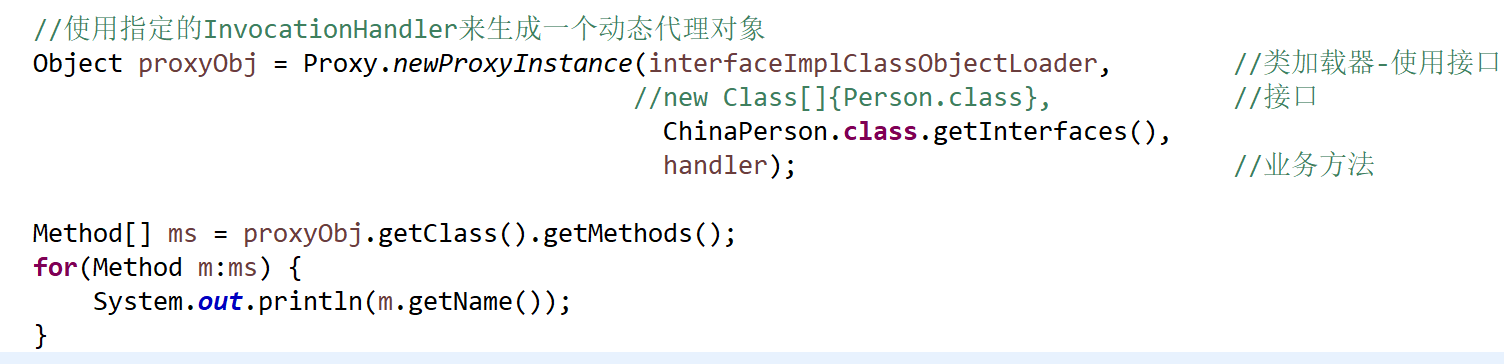 //使用指定的InvocationHandler来生成一个动态代理对象
Object proxyObj = Proxy.newProxyInstance(interfaceImplClassObjectLoader, //类加载器-使用接口
//new Class[]{Person.class}, //接口
ChinaPerson.class.getInterfaces(),
handler); //业务方法
Method[] ms = proxyObj.getClass().getMethods();
for(Method m:ms) {
System.out.println(m.getName());
}